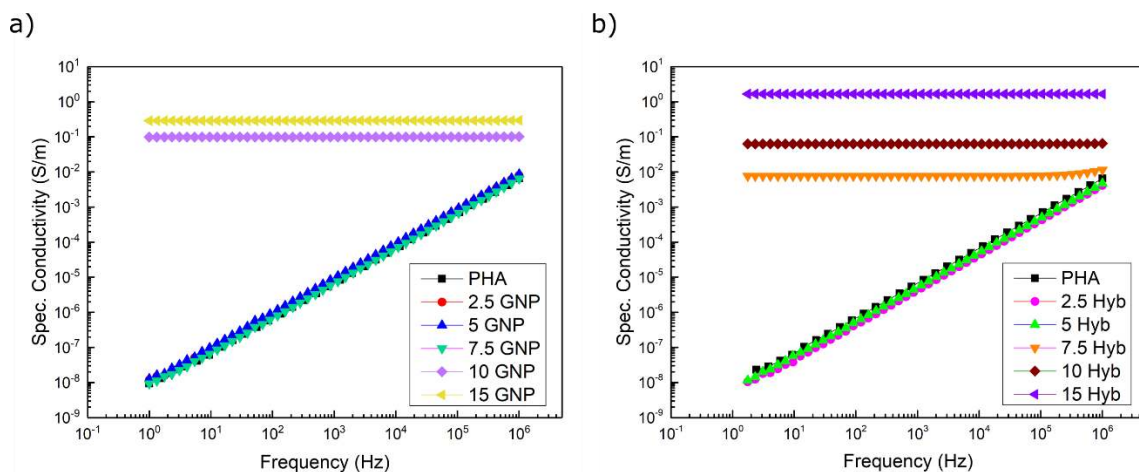 a)
Spec. Conductivity (S/m)
10^1
10^0
10^-1
10^-2
10^-3
10^-4
10^-5
10^-6
10^-7
10^-8
10^-9
PHA
2.5 GNP
5 GNP
7.5 GNP
10 GNP
15 GNP
10^-1 10^0 10^1 10^2 10^3 10^4 10^5 10^6
Frequency (Hz)
b)
Spec. Conductivity (S/m)
10^1
10^0
10^-1
10^-2
10^-3
10^-4
10^-5
10^-6
10^-7
10^-8
10^-9
PHA
2.5 Hyb
5 Hyb
7.5 Hyb
10 Hyb
15 Hyb
10^-1 10^0 10^1 10^2 10^3 10^4 10^5 10^6
Frequency (Hz)